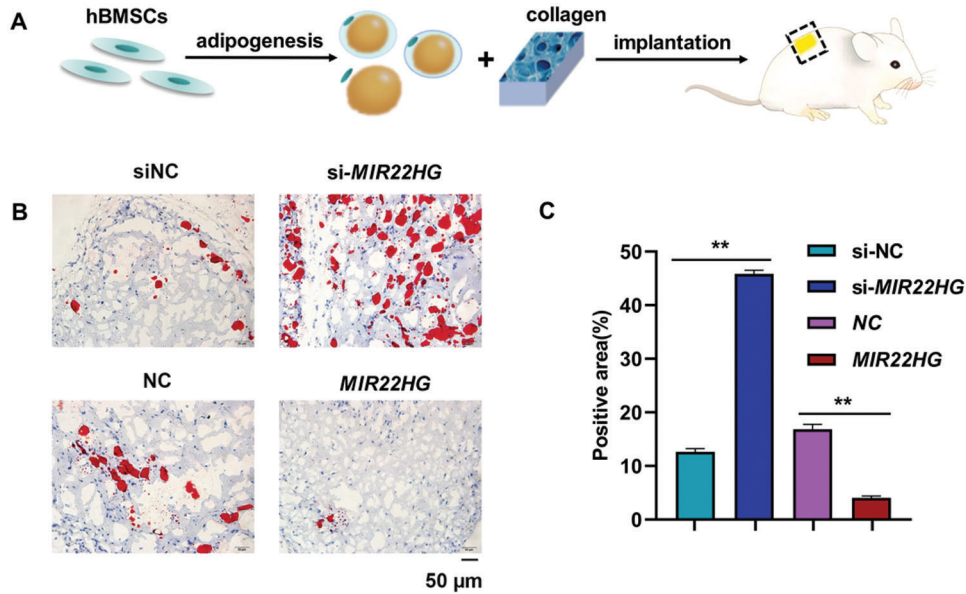 A
hBMSCs
adipogenesis
+
collagen
implantation
B
siNC
si-MIR22HG
NC
MIR22HG
50 µm
C
Positive area(%)
50
40
30
20
10
0
**
**
si-NC
si-MIR22HG
NC
MIR22HG